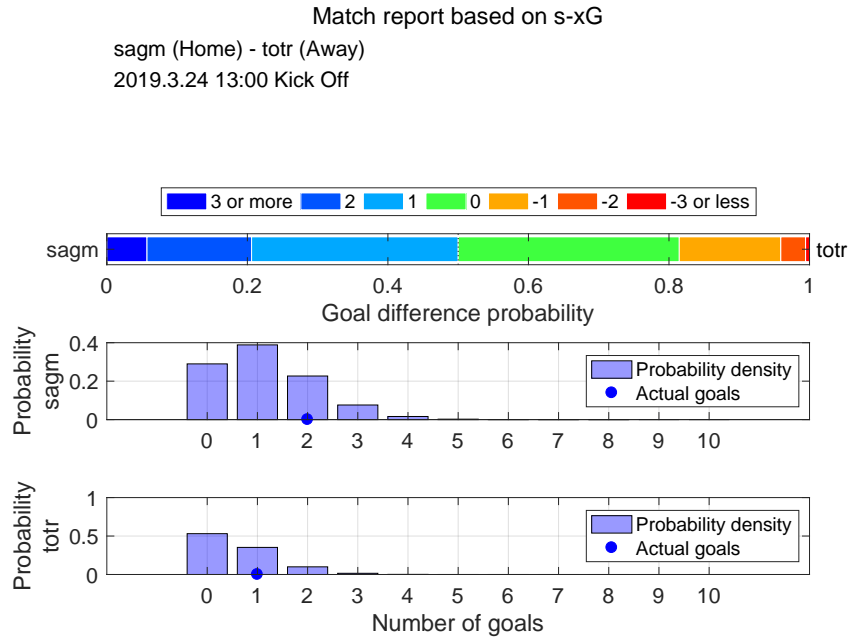 Match report based on s-xG
sagm (Home) - totr (Away)
2019.3.24 13:00 Kick Off
3 or more 2 1 0 -1 -2 -3 or less
sagm totr
0 0.2 0.4 0.6 0.8 1
Goal difference probability
Probability
sagm
0.4
0.2
0
Probability density
Actual goals
0 1 2 3 4 5 6 7 8 9 10
Probability
totr
1
0.5
0
Probability density
Actual goals
0 1 2 3 4 5 6 7 8 9 10
Number of goals